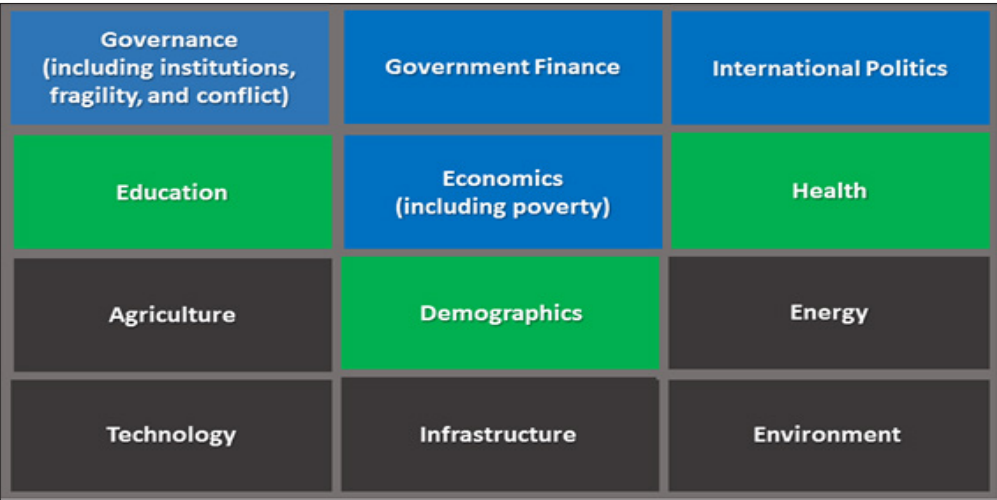 Governance
(including institutions,
fragility, and conflict)
Government Finance
International Politics
Education
Economics
(including poverty)
Health
Agriculture
Demographics
Energy
Technology
Infrastructure
Environment